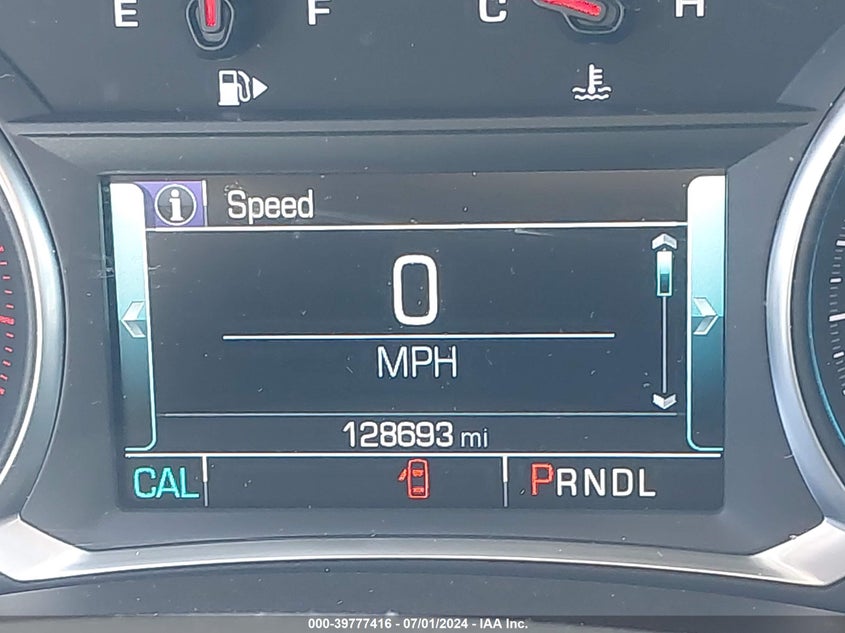 E F C H
Speed
0
MPH
128693 mi
CAL PRNDL
000-39777416 - 07/01/2024 - IAA Inc.